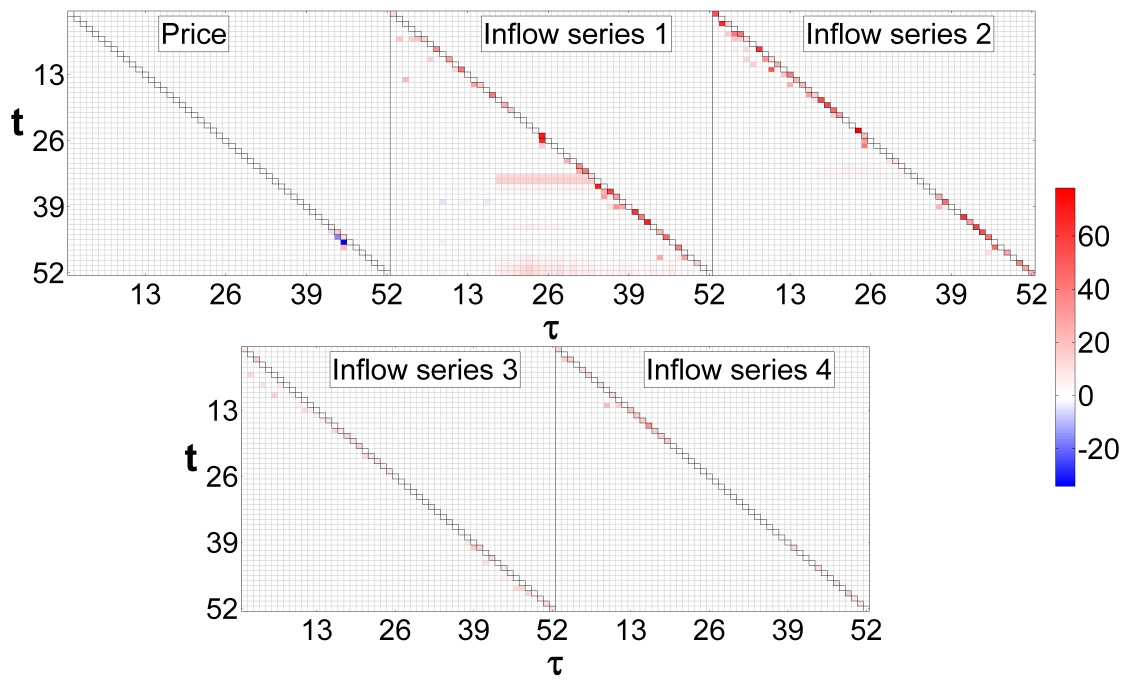 Price
Inflow series 1
Inflow series 2
t
13
26
39
52
13 26 39 52 13 26 39 52 13 26 39 52
τ
60
40
20
0
-20
Inflow series 3
Inflow series 4
t
13
26
39
52
13 26 39 52 13 26 39 52
τ